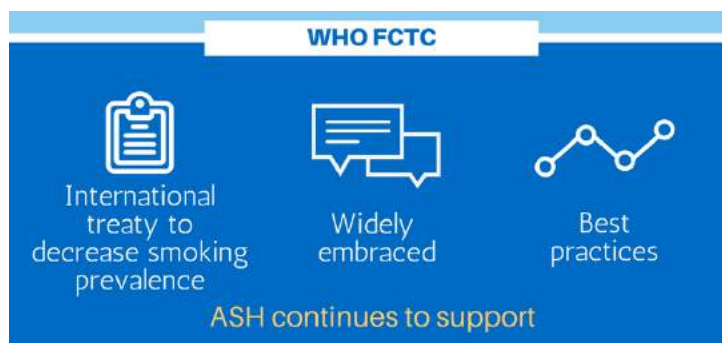 WHO FCTC
International
treaty to
decrease smoking
prevalence
Widely
embraced
Best
practices
ASH continues to support